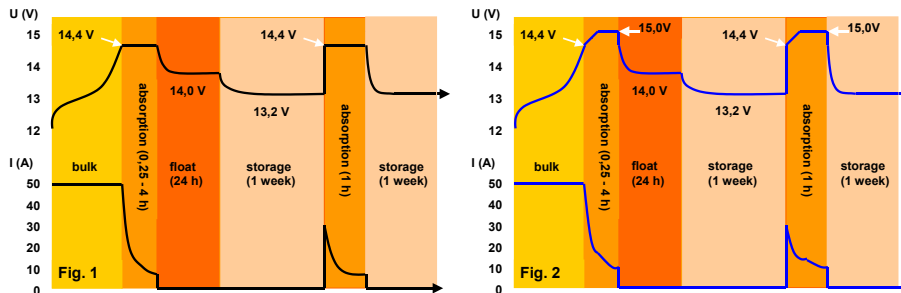 U (V)
15
14
13
12
14,4 V
14,4 V
14,0 V
13,2 V
absorption (0,25 - 4 h)
absorption (1 h)
I (A)
50
40
30
20
10
0
bulk
float
(24 h)
storage
(1 week)
storage
(1 week)
Fig. 1
U (V)
15
14
13
12
14,4 V
15,0V
14,4 V
15,0 V
14,0 V
13,2 V
absorption (0,25 - 4 h)
absorption (1 h)
I (A)
50
40
30
20
10
0
bulk
float
(24 h)
storage
(1 week)
storage
(1 week)
Fig. 2